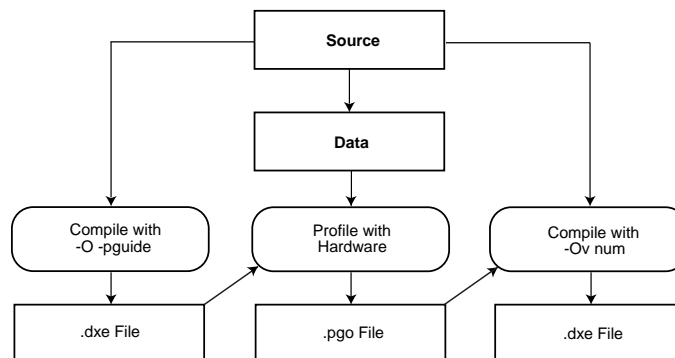 Source
Data
Compile with
-O -pguide
Profile with
Hardware
Compile with
-Ov num
.dxe File
.pgo File
.dxe File